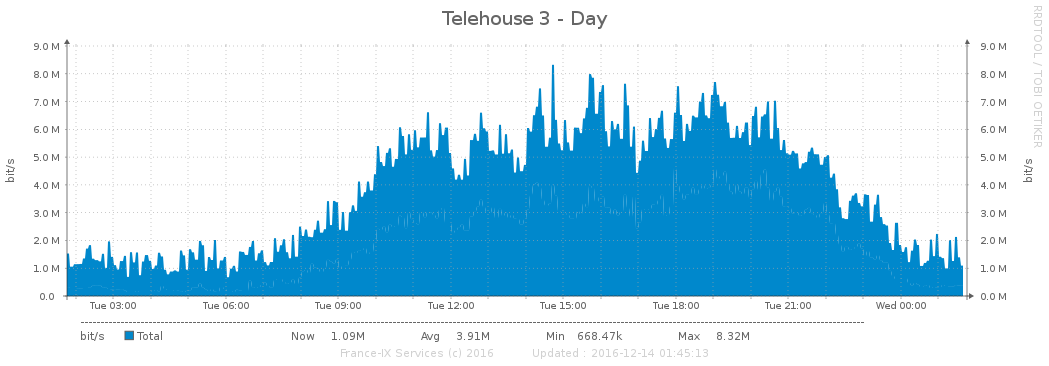 Telehouse 3 - Day
RRDTOOL / TOBI OETIKER
bit/s
bit/s
9.0 M 9.0 M
8.0 M 8.0 M
7.0 M 7.0 M
6.0 M 6.0 M
5.0 M 5.0 M
4.0 M 4.0 M
3.0 M 3.0 M
2.0 M 2.0 M
1.0 M 1.0 M
0.0 0.0 M
Tue 03:00 Tue 06:00 Tue 09:00 Tue 12:00 Tue 15:00 Tue 18:00 Tue 21:00 Wed 00:00
bit/s Total Now 1.09M Avg 3.91M Min 668.47k Max 8.32M
France-IX Services (c) 2016 Updated : 2016-12-14 01:45:13